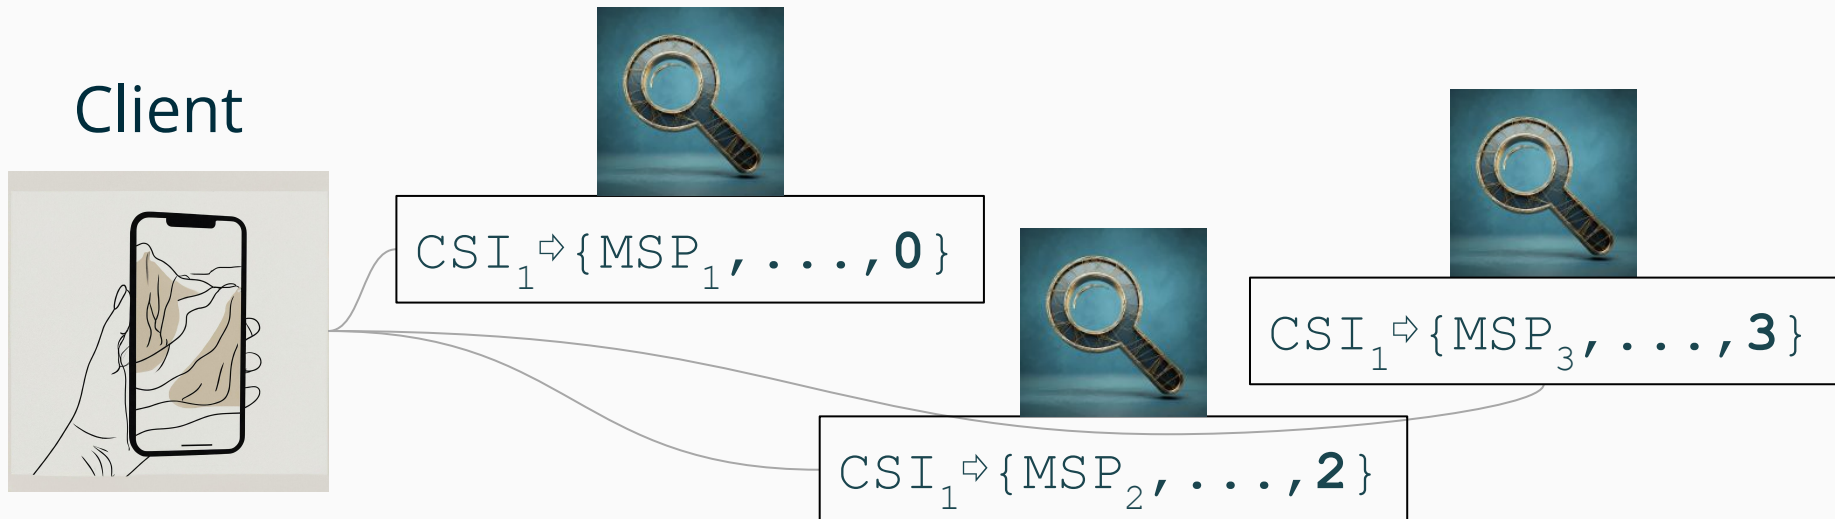 Client
CSI₁⇨{MSP₁,...,0}
CSI₁⇨{MSP₃,...,3}
CSI₁⇨{MSP₂,...,2}